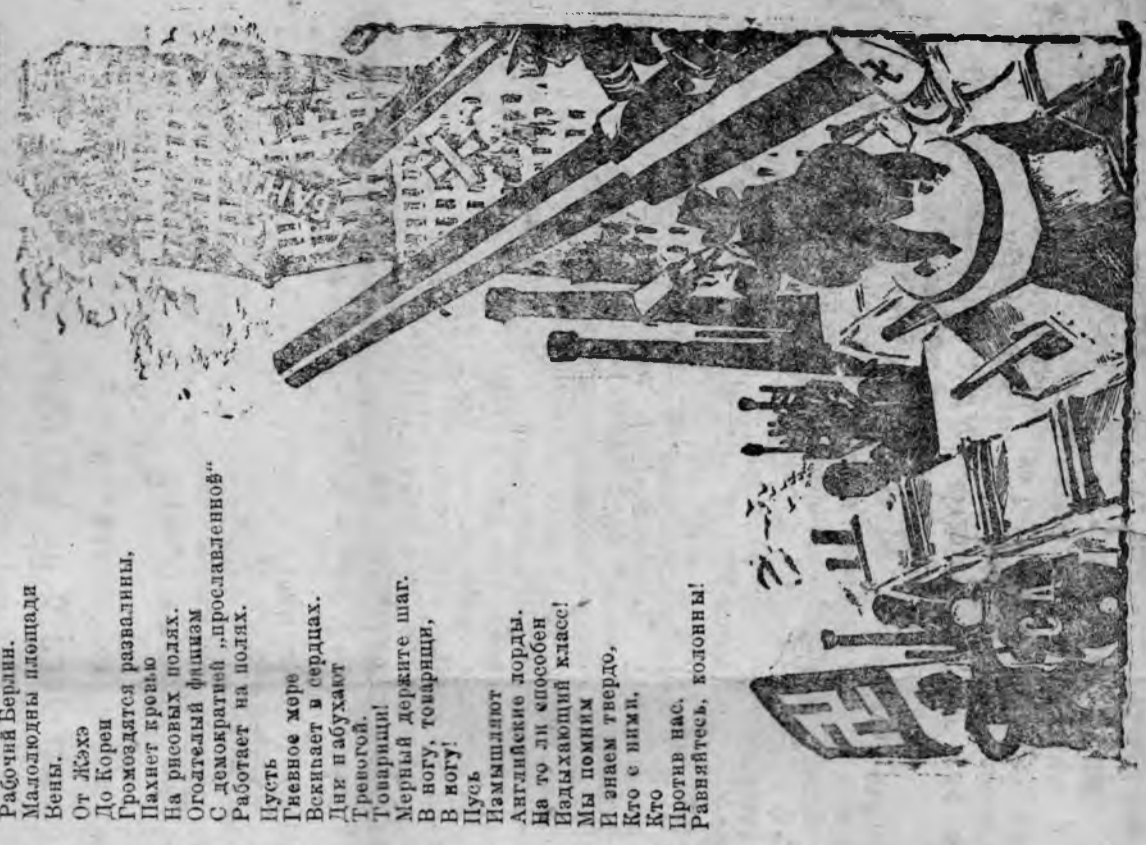 Рабочий Берлин.
Малолюдны площади
Вены.
От Жэхэ
До Кореи
Громоздятся развалины,
Пахнет кровью
На рисовых полях.
Оголтелый фашизм
С демократией „прославленной“
Работает на полях.
Пусть
Гневное море
Вскипает в сердцах.
Дни набухают
Тревогой.
Товарищи!
Мерный держите шаг.
В ногу, товарищи,
В ногу!
Пусь
Измышляют
Английские лорды.
На то ли способен
Издыхающий класс!
Мы помним
И знаем твердо,
Кто с ними,
Кто
Против нас.
Равняйтесь, колонны!
БАНК